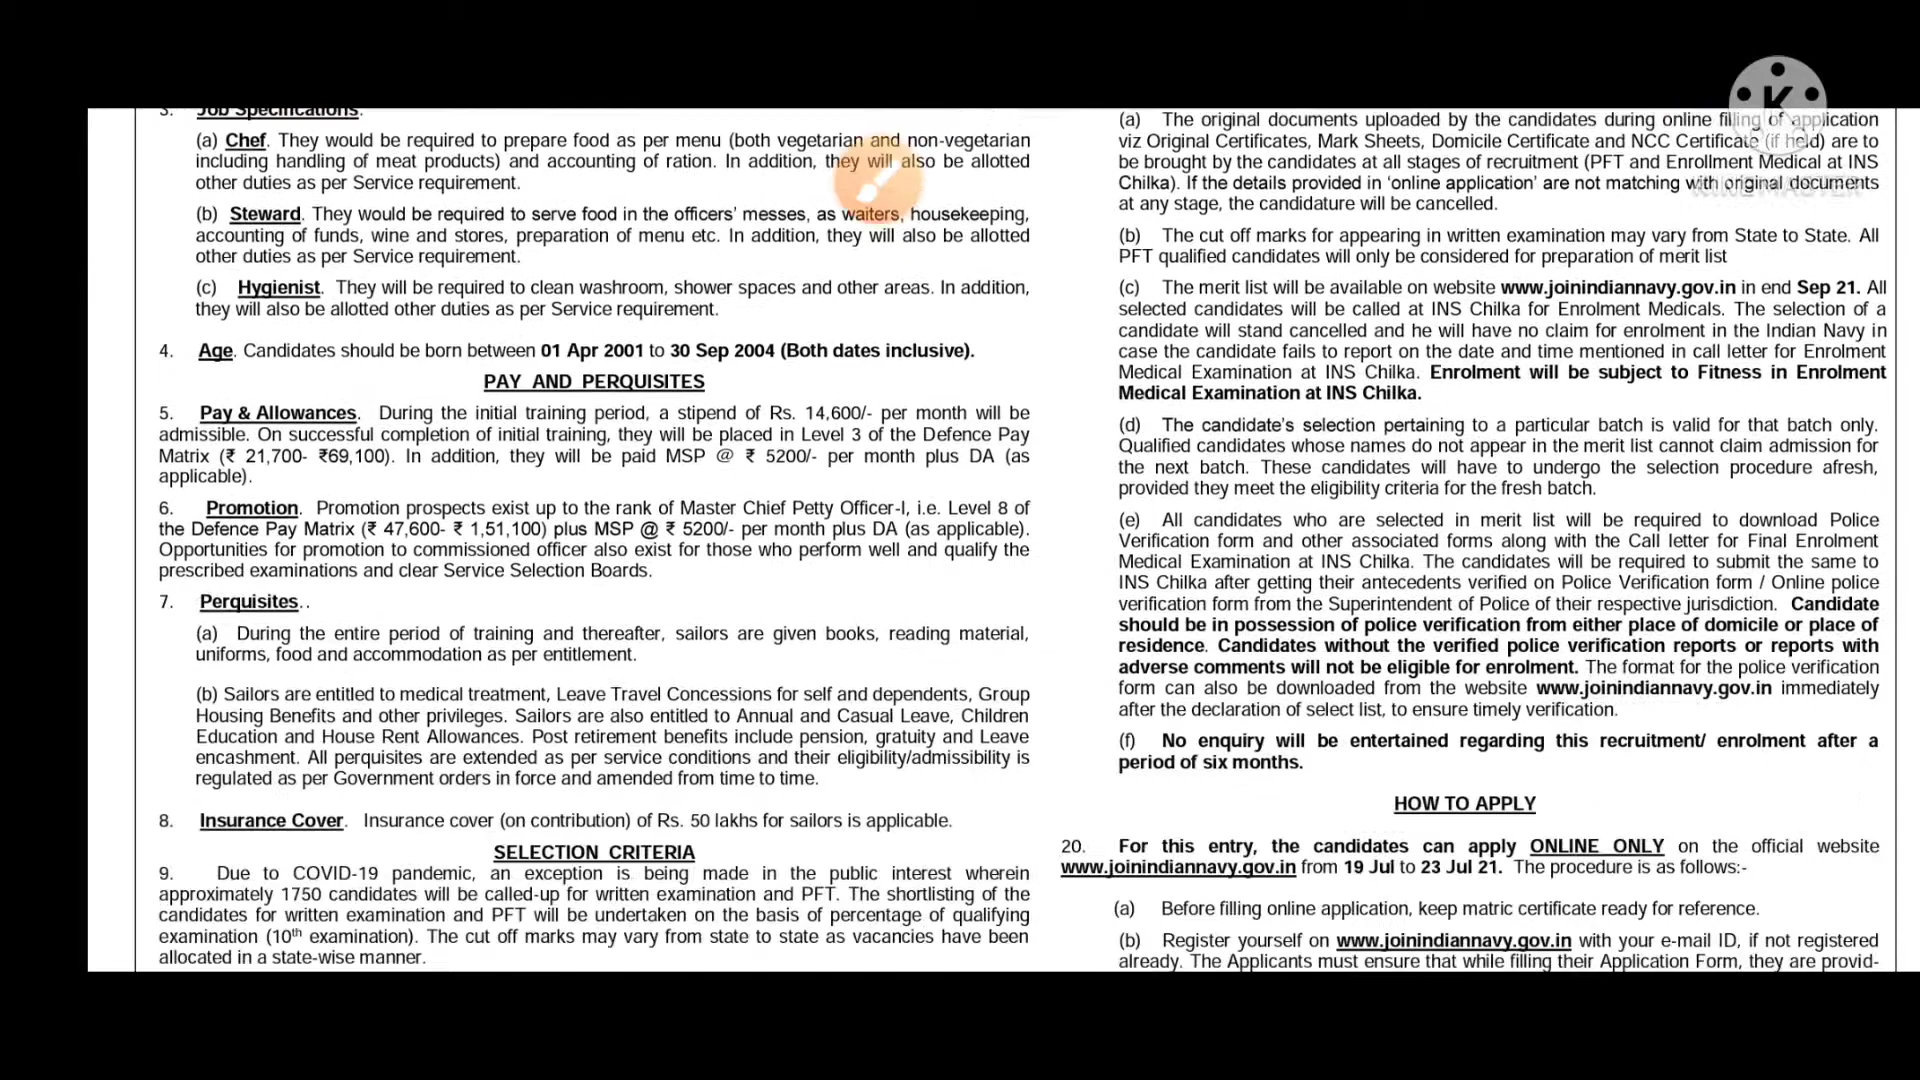 3. Job Specifications.
(a) Chef. They would be required to prepare food as per menu (both vegetarian and non-vegetarian
including handling of meat products) and accounting of ration. In addition, they will also be allotted
other duties as per Service requirement.
(b) Steward. They would be required to serve food in the officers' messes, as waiters, housekeeping,
accounting of funds, wine and stores, preparation of menu etc. In addition, they will also be allotted
other duties as per Service requirement.
(c) Hygienist. They will be required to clean washroom, shower spaces and other areas. In addition,
they will also be allotted other duties as per Service requirement.
4. Age. Candidates should be born between 01 Apr 2001 to 30 Sep 2004 (Both dates inclusive).
PAY AND PERQUISITES
5. Pay & Allowances. During the initial training period, a stipend of Rs. 14,600/- per month will be
admissible. On successful completion of initial training, they will be placed in Level 3 of the Defence Pay
Matrix (₹ 21,700- ₹69,100). In addition, they will be paid MSP @ ₹ 5200/- per month plus DA (as
applicable).
6. Promotion. Promotion prospects exist up to the rank of Master Chief Petty Officer-I, i.e. Level 8 of
the Defence Pay Matrix (₹ 47,600- ₹ 1,51,100) plus MSP @ ₹ 5200/- per month plus DA (as applicable).
Opportunities for promotion to commissioned officer also exist for those who perform well and qualify the
prescribed examinations and clear Service Selection Boards.
7. Perquisites..
(a) During the entire period of training and thereafter, sailors are given books, reading material,
uniforms, food and accommodation as per entitlement.
(b) Sailors are entitled to medical treatment, Leave Travel Concessions for self and dependents, Group
Housing Benefits and other privileges. Sailors are also entitled to Annual and Casual Leave, Children
Education and House Rent Allowances. Post retirement benefits include pension, gratuity and Leave
encashment. All perquisites are extended as per service conditions and their eligibility/admissibility is
regulated as per Government orders in force and amended from time to time.
8. Insurance Cover. Insurance cover (on contribution) of Rs. 50 lakhs for sailors is applicable.
SELECTION CRITERIA
9. Due to COVID-19 pandemic, an exception is being made in the public interest wherein
approximately 1750 candidates will be called-up for written examination and PFT. The shortlisting of the
candidates for written examination and PFT will be undertaken on the basis of percentage of qualifying
examination (10th examination). The cut off marks may vary from state to state as vacancies have been
allocated in a state-wise manner.
(a) The original documents uploaded by the candidates during online filling of application
viz Original Certificates, Mark Sheets, Domicile Certificate and NCC Certificate (if held) are to
be brought by the candidates at all stages of recruitment (PFT and Enrollment Medical at INS
Chilka). If the details provided in 'online application' are not matching with original documents
at any stage, the candidature will be cancelled.
(b) The cut off marks for appearing in written examination may vary from State to State. All
PFT qualified candidates will only be considered for preparation of merit list
(c) The merit list will be available on website www.joinindiannavy.gov.in in end Sep 21. All
selected candidates will be called at INS Chilka for Enrolment Medicals. The selection of a
candidate will stand cancelled and he will have no claim for enrolment in the Indian Navy in
case the candidate fails to report on the date and time mentioned in call letter for Enrolment
Medical Examination at INS Chilka. Enrolment will be subject to Fitness in Enrolment
Medical Examination at INS Chilka.
(d) The candidate's selection pertaining to a particular batch is valid for that batch only.
Qualified candidates whose names do not appear in the merit list cannot claim admission for
the next batch. These candidates will have to undergo the selection procedure afresh,
provided they meet the eligibility criteria for the fresh batch.
(e) All candidates who are selected in merit list will be required to download Police
Verification form and other associated forms along with the Call letter for Final Enrolment
Medical Examination at INS Chilka. The candidates will be required to submit the same to
INS Chilka after getting their antecedents verified on Police Verification form / Online police
verification form from the Superintendent of Police of their respective jurisdiction. Candidate
should be in possession of police verification from either place of domicile or place of
residence. Candidates without the verified police verification reports or reports with
adverse comments will not be eligible for enrolment. The format for the police verification
form can also be downloaded from the website www.joinindiannavy.gov.in immediately
after the declaration of select list, to ensure timely verification.
(f) No enquiry will be entertained regarding this recruitment/ enrolment after a
period of six months.
HOW TO APPLY
20. For this entry, the candidates can apply ONLINE ONLY on the official website
www.joinindiannavy.gov.in from 19 Jul to 23 Jul 21. The procedure is as follows:-
(a) Before filling online application, keep matric certificate ready for reference.
(b) Register yourself on www.joinindiannavy.gov.in with your e-mail ID, if not registered
already. The Applicants must ensure that while filling their Application Form, they are provid-
K
KINEMASTER